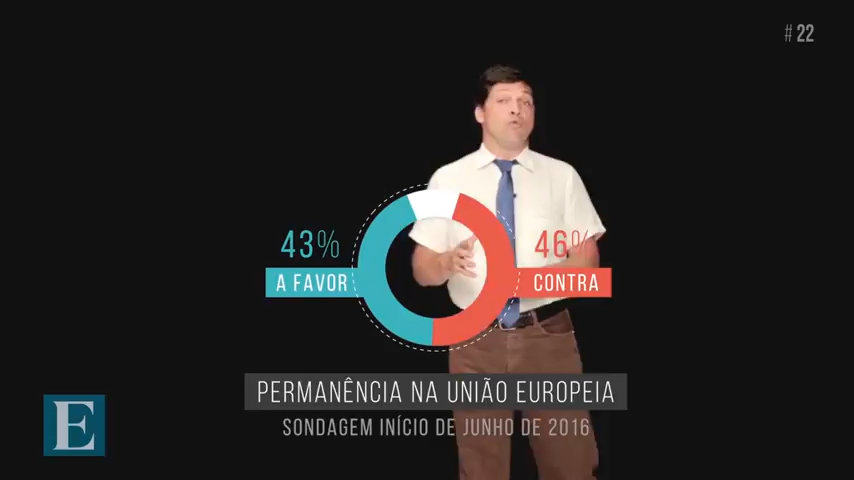 # 22
43%
46%
A FAVOR
CONTRA
PERMANÊNCIA NA UNIÃO EUROPEIA
SONDAGEM INÍCIO DE JUNHO DE 2016
E